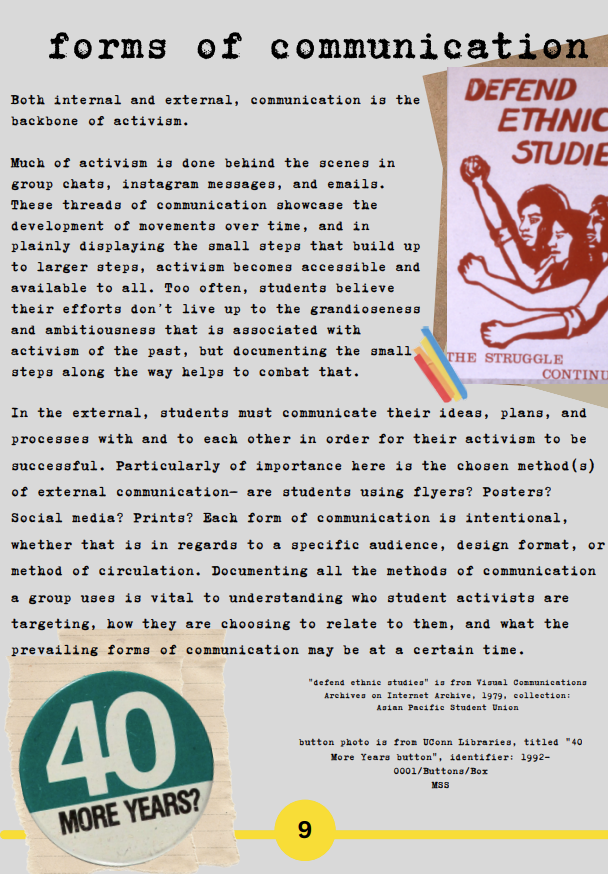 forms of communication
Both internal and external, communication is the
backbone of activism.
Much of activism is done behind the scenes in
group chats, instagram messages, and emails.
These threads of communication showcase the
development of movements over time, and in
plainly displaying the small steps that build up
to larger steps, activism becomes accessible and
available to all. Too often, students believe
their efforts don't live up to the grandioseness
and ambitiousness that is associated with
activism of the past, but documenting the small
steps along the way helps to combat that.
DEFEND
ETHNIC
STUDIE
THE STRUGGLE
CONTINU
In the external, students must communicate their ideas, plans, and
processes with and to each other in order for their activism to be
successful. Particularly of importance here is the chosen method(s)
of external communication— are students using flyers? Posters?
Social media? Prints? Each form of communication is intentional,
whether that is in regards to a specific audience, design format, or
method of circulation. Documenting all the methods of communication
a group uses is vital to understanding who student activists are
targeting, how they are choosing to relate to them, and what the
prevailing forms of communication may be at a certain time.
"defend ethnic studies" is from Visual Communications
Archives on Internet Archive, 1979, collection:
Asian Pacific Student Union
button photo is from UConn Libraries, titled "40
More Years button", identifier: 1992-
0001/Buttons/Box
MSS
40
MORE YEARS?
9